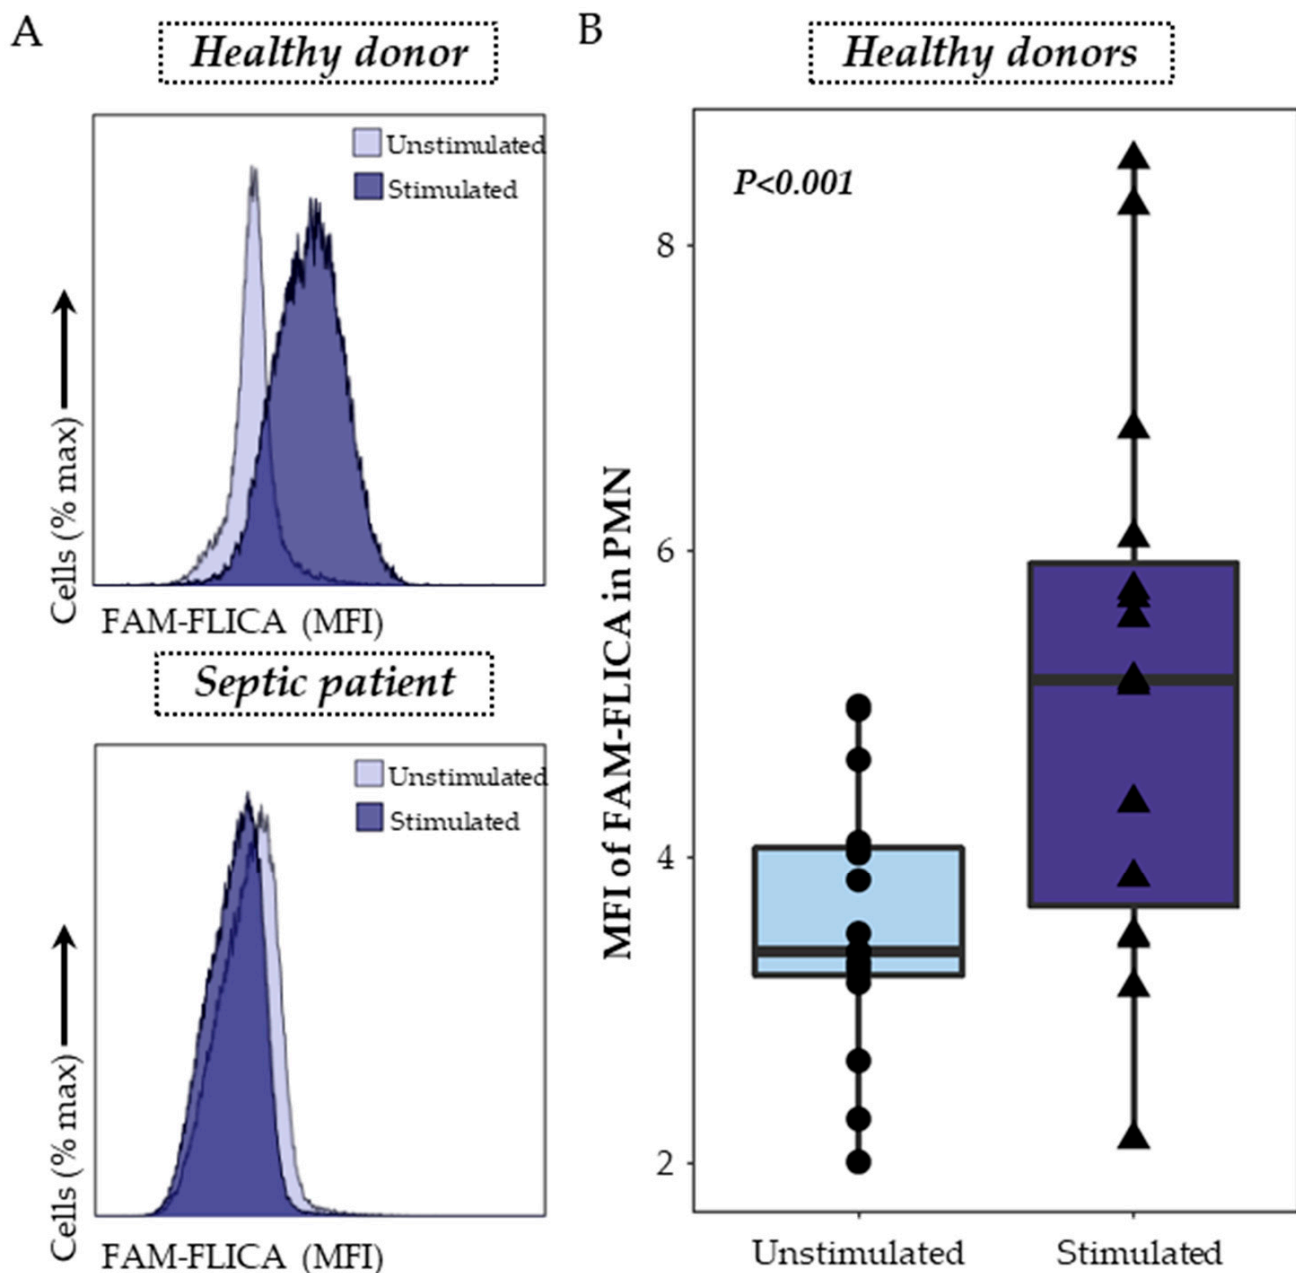 A
Healthy donor
Unstimulated
Stimulated
Cells (% max)
FAM-FLICA (MFI)
Septic patient
Unstimulated
Stimulated
Cells (% max)
FAM-FLICA (MFI)
B
Healthy donors
P<0.001
MFI of FAM-FLICA in PMN
8
6
4
2
Unstimulated
Stimulated